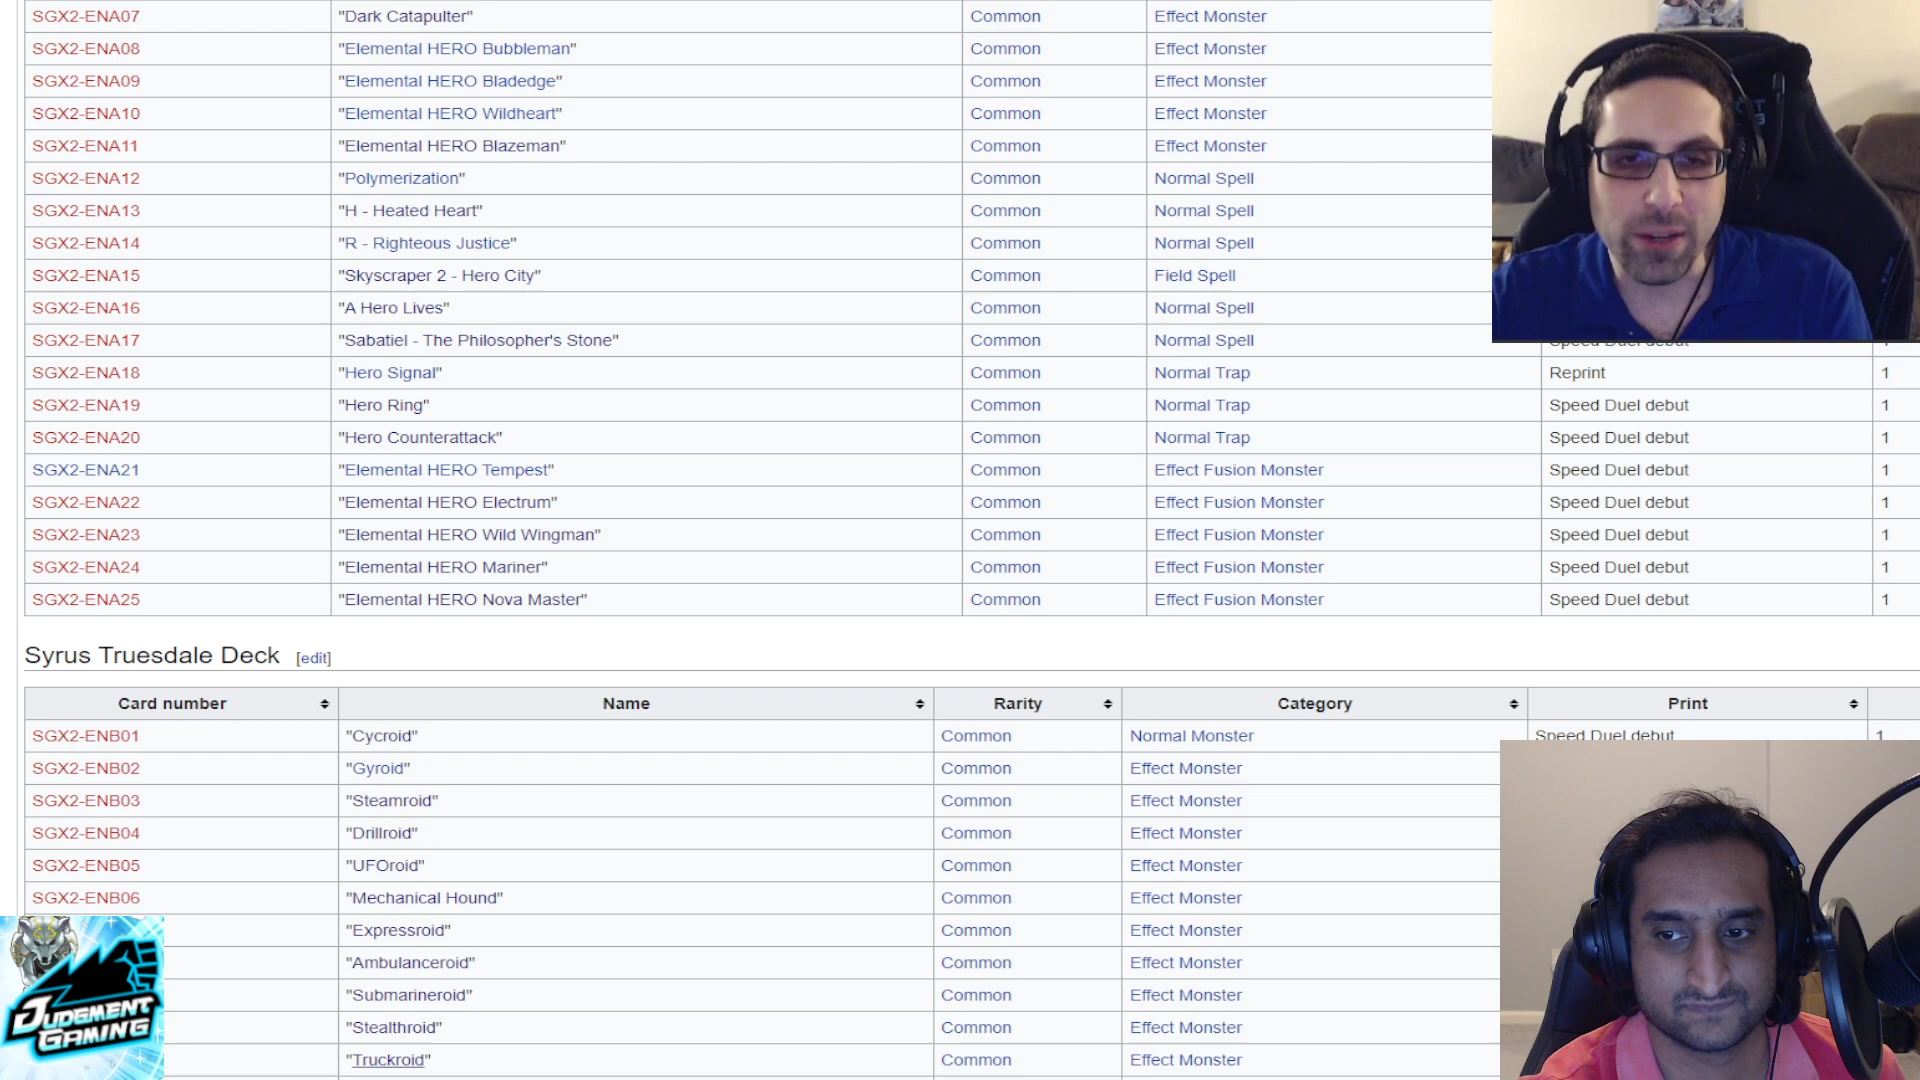 SGX2-ENA07 "Dark Catapulter" Common Effect Monster
SGX2-ENA08 "Elemental HERO Bubbleman" Common Effect Monster
SGX2-ENA09 "Elemental HERO Bladedge" Common Effect Monster
SGX2-ENA10 "Elemental HERO Wildheart" Common Effect Monster
SGX2-ENA11 "Elemental HERO Blazeman" Common Effect Monster
SGX2-ENA12 "Polymerization" Common Normal Spell
SGX2-ENA13 "H - Heated Heart" Common Normal Spell
SGX2-ENA14 "R - Righteous Justice" Common Normal Spell
SGX2-ENA15 "Skyscraper 2 - Hero City" Common Field Spell
SGX2-ENA16 "A Hero Lives" Common Normal Spell
SGX2-ENA17 "Sabatiel - The Philosopher's Stone" Common Normal Spell Speed Duel debut 1
SGX2-ENA18 "Hero Signal" Common Normal Trap Reprint 1
SGX2-ENA19 "Hero Ring" Common Normal Trap Speed Duel debut 1
SGX2-ENA20 "Hero Counterattack" Common Normal Trap Speed Duel debut 1
SGX2-ENA21 "Elemental HERO Tempest" Common Effect Fusion Monster Speed Duel debut 1
SGX2-ENA22 "Elemental HERO Electrum" Common Effect Fusion Monster Speed Duel debut 1
SGX2-ENA23 "Elemental HERO Wild Wingman" Common Effect Fusion Monster Speed Duel debut 1
SGX2-ENA24 "Elemental HERO Mariner" Common Effect Fusion Monster Speed Duel debut 1
SGX2-ENA25 "Elemental HERO Nova Master" Common Effect Fusion Monster Speed Duel debut 1
Syrus Truesdale Deck [edit]
Card number Name Rarity Category Print
SGX2-ENB01 "Cycroid" Common Normal Monster Speed Duel debut 1
SGX2-ENB02 "Gyroid" Common Effect Monster
SGX2-ENB03 "Steamroid" Common Effect Monster
SGX2-ENB04 "Drillroid" Common Effect Monster
SGX2-ENB05 "UFOroid" Common Effect Monster
SGX2-ENB06 "Mechanical Hound" Common Effect Monster
"Expressroid" Common Effect Monster
"Ambulanceroid" Common Effect Monster
"Submarineroid" Common Effect Monster
"Stealthroid" Common Effect Monster
"Truckroid" Common Effect Monster
JUDGMENT
GAMING